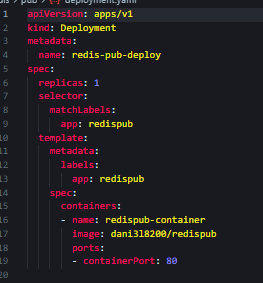 pub > deployment.yaml
1 apiVersion: apps/v1
2 kind: Deployment
3 metadata:
4   name: redis-pub-deploy
5 spec:
6   replicas: 1
7   selector:
8     matchLabels:
9       app: redispub
10   template:
11     metadata:
12       labels:
13         app: redispub
14     spec:
15       containers:
16       - name: redispub-container
17         image: dani3l8200/redispub
18         ports:
19         - containerPort: 80
20